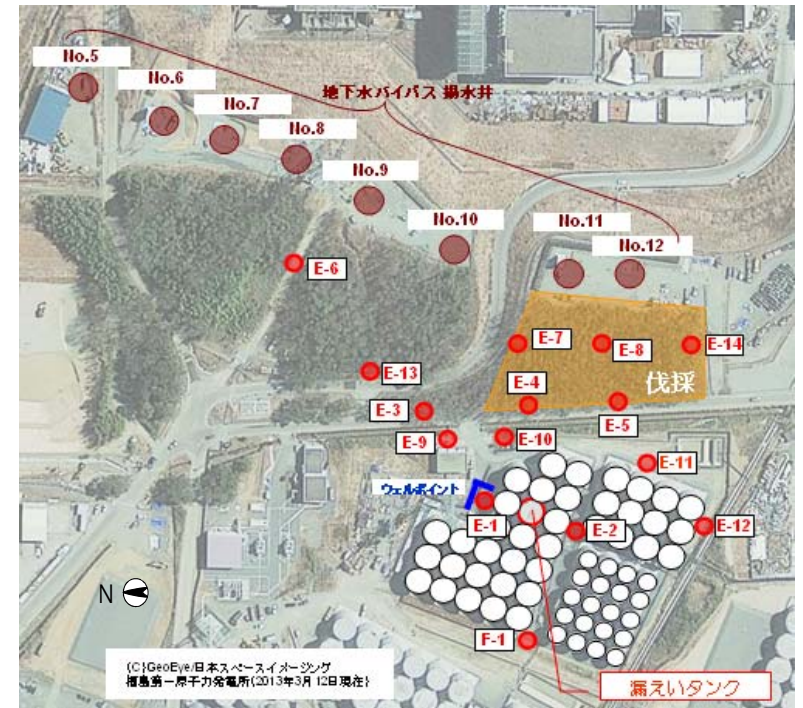 No.5
No.6
No.7
No.8
地下水バイパス 揚水井
No.9
No.10
No.11
No.12
E-6
E-7
E-8
E-14
E-13
伐採
E-4
E-3
E-5
E-9
E-10
E-11
ウェルポイント
E-1
E-2
E-12
N
F-1
(C)GeoEye/日本スペースイメージング
福島第一原子力発電所(2013年3月12日現在)
漏えいタンク